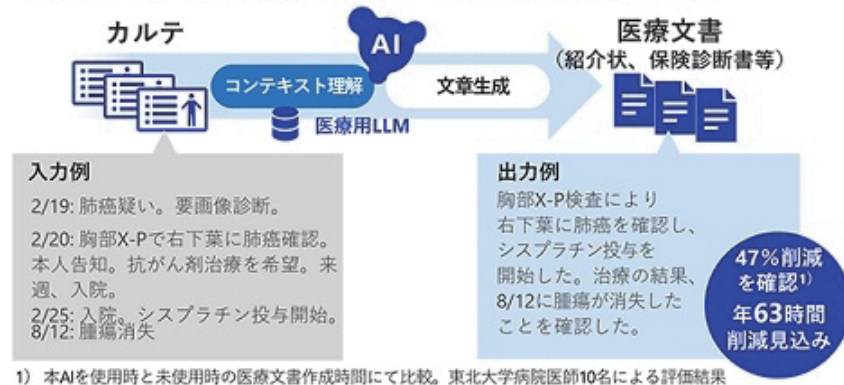 カルテ
AI
医療文書
(紹介状、保険診断書等)
コンテキスト理解
文章生成
医療用LLM
入力例
2/19: 肺癌疑い。要画像診断。
2/20: 胸部X-Pで右下葉に肺癌確認。
本人告知。抗がん剤治療を希望。来
週、入院。
2/25: 入院。シスプラチン投与開始。
8/12: 腫瘍消失
出力例
胸部X-P検査により
右下葉に肺癌を確認し、
シスプラチン投与を
開始した。治療の結果、
8/12に腫瘍が消失した
ことを確認した。
47%削減
を確認1)
年63時間
削減見込み
1) 本AIを使用時と未使用時の医療文書作成時間にて比較。東北大学病院医師10名による評価結果